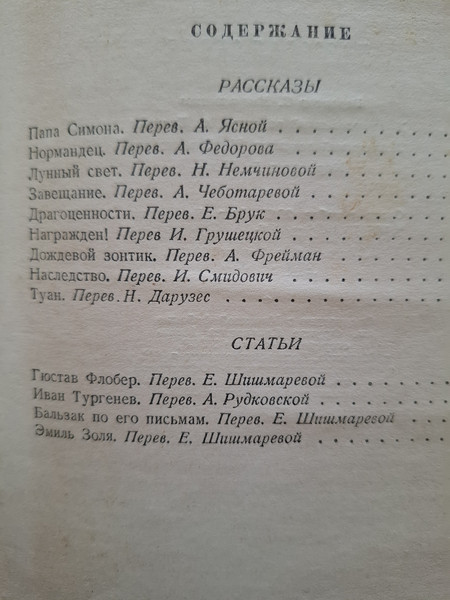 СОДЕРЖАНИЕ
РАССКАЗЫ
Папа Симона. Перев. А. Ясной
Нормандец. Перев. А. Федорова
Лунный свет. Перев. Н. Немчиновой
Завещание. Перев. А. Чеботаревой
Драгоценности. Перев. Е. Брук
Награжден! Перев И. Грушецкой
Дождевой зонтик. Перев. А. Фрейман
Наследство. Перев. И. Смидович
Туан. Перев. Н. Дарузес
СТАТЬИ
Гюстав Флобер. Перев. Е. Шишмаревой
Иван Тургенев. Перев. А. Рудковской
Бальзак по его письмам. Перев. Е. Шишмаревой
Эмиль Золя. Перев. Е. Шишмаревой